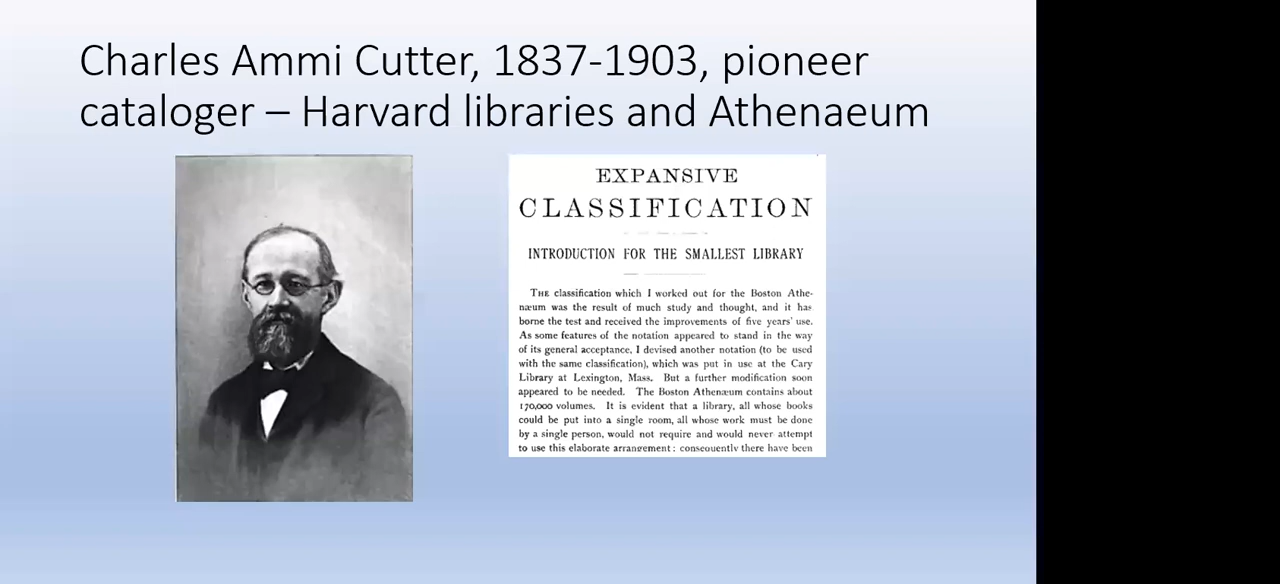 Charles Ammi Cutter, 1837-1903, pioneer
cataloger – Harvard libraries and Athenaeum
EXPANSIVE
CLASSIFICATION
INTRODUCTION FOR THE SMALLEST LIBRARY
THE classification which I worked out for the Boston Athe-
næum was the result of much study and thought, and it has
borne the test and received the improvements of five years' use.
As some features of the notation appeared to stand in the way
of its general acceptance, I devised another notation (to be used
with the same classification), which was put in use at the Cary
Library at Lexington, Mass. But a further modification soon
appeared to be needed. The Boston Athenæum contains about
170,000 volumes. It is evident that a library, all whose books
could be put into a single room, all whose work must be done
by a single person, would not require and would never attempt
to use this elaborate arrangement; consequently there have been